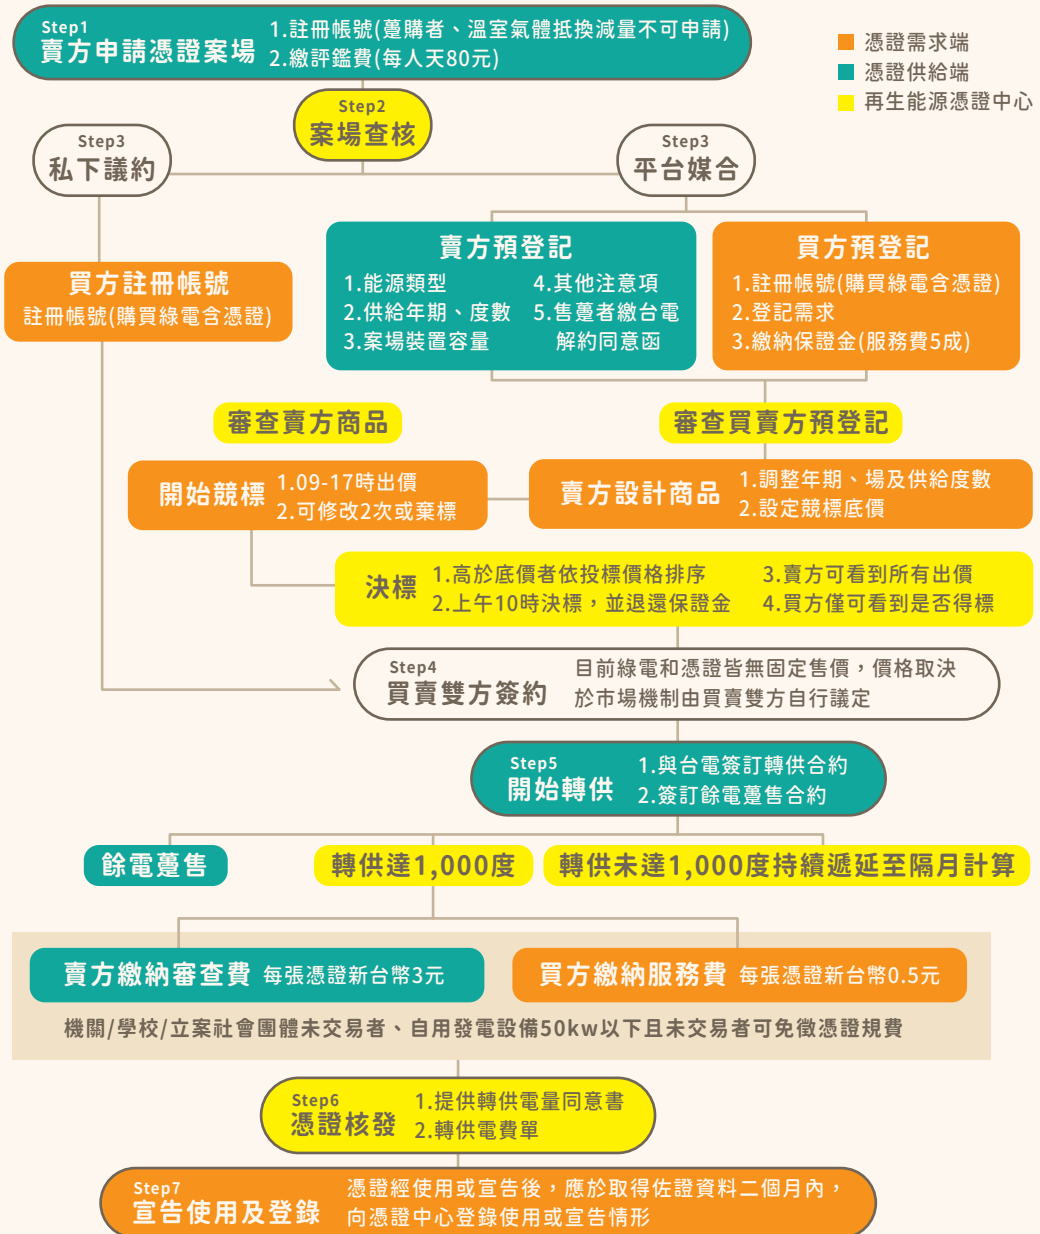 Step1
賣方申請憑證案場
1.註冊帳號(躉購者、溫室氣體抵換減量不可申請)
2.繳評鑑費(每人天80元)
憑證需求端
憑證供給端
再生能源憑證中心
Step2
案場查核
Step3
私下議約
Step3
平台媒合
買方註冊帳號
註冊帳號(購買綠電含憑證)
賣方預登記
1.能源類型
2.供給年期、度數
3.案場裝置容量
4.其他注意項
5.售躉者繳台電
解約同意函
買方預登記
1.註冊帳號(購買綠電含憑證)
2.登記需求
3.繳納保證金(服務費5成)
審查賣方商品
審查買賣方預登記
開始競標
1.09-17時出價
2.可修改2次或棄標
賣方設計商品
1.調整年期、場及供給度數
2.設定競標底價
決標
1.高於底價者依投標價格排序
2.上午10時決標，並退還保證金
3.賣方可看到所有出價
4.買方僅可看到是否得標
Step4
買賣雙方簽約
目前綠電和憑證皆無固定售價，價格取決
於市場機制由買賣雙方自行議定
Step5
開始轉供
1.與台電簽訂轉供合約
2.簽訂餘電躉售合約
餘電躉售
轉供達1,000度
轉供未達1,000度持續遞延至隔月計算
賣方繳納審查費 每張憑證新台幣3元
買方繳納服務費 每張憑證新台幣0.5元
機關/學校/立案社會團體未交易者、自用發電設備50kw以下且未交易者可免徵憑證規費
Step6
憑證核發
1.提供轉供電量同意書
2.轉供電費單
Step7
宣告使用及登錄
憑證經使用或宣告後，應於取得佐證資料二個月內，
向憑證中心登錄使用或宣告情形